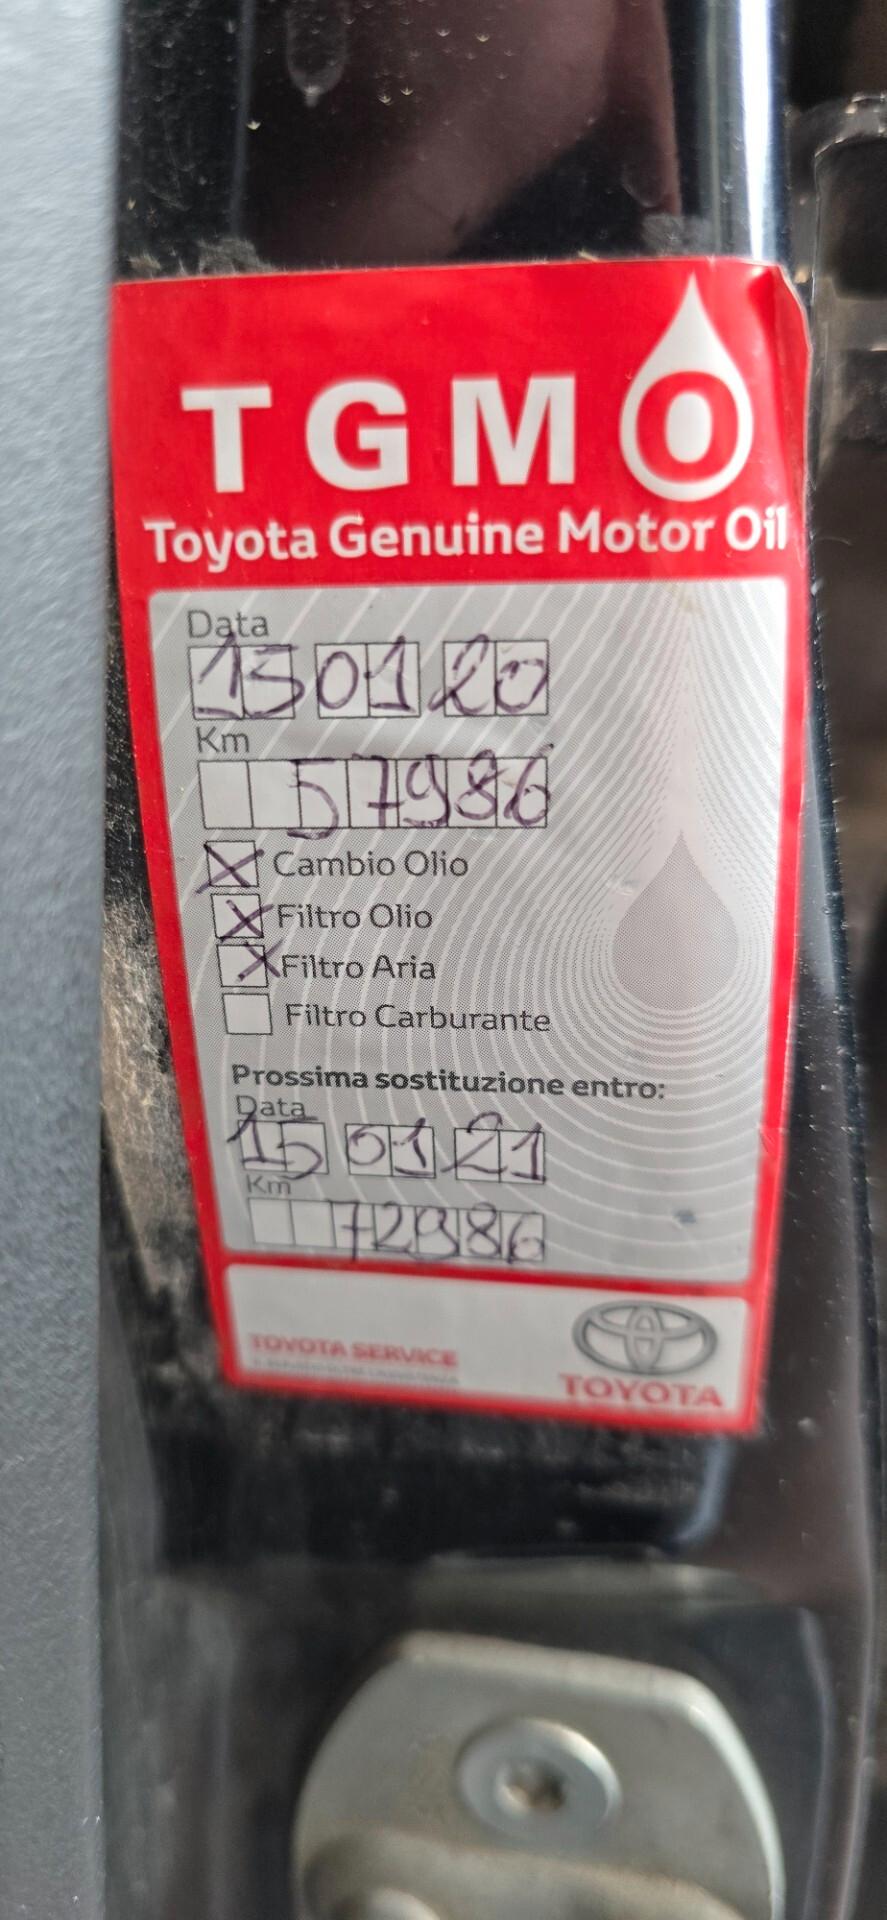 TGMO
Toyota Genuine Motor Oil
Data
15 01 20
Km
57986
X Cambio Olio
X Filtro Olio
X Filtro Aria
Filtro Carburante
Prossima sostituzione entro:
Data
15 01 21
Km
72986
TOYOTA SERVICE
TOYOTA